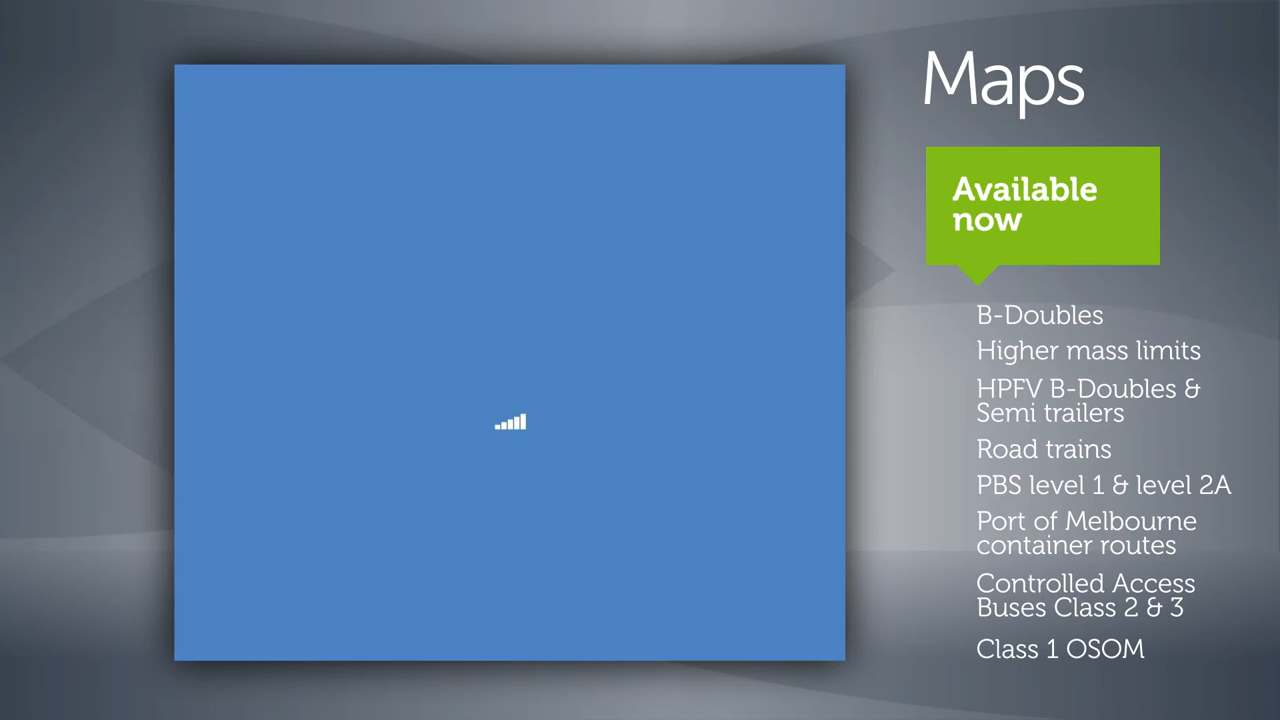 Maps
Available
now
B-Doubles
Higher mass limits
HPFV B-Doubles &
Semi trailers
Road trains
PBS level 1 & level 2A
Port of Melbourne
container routes
Controlled Access
Buses Class 2 & 3
Class 1 OSOM